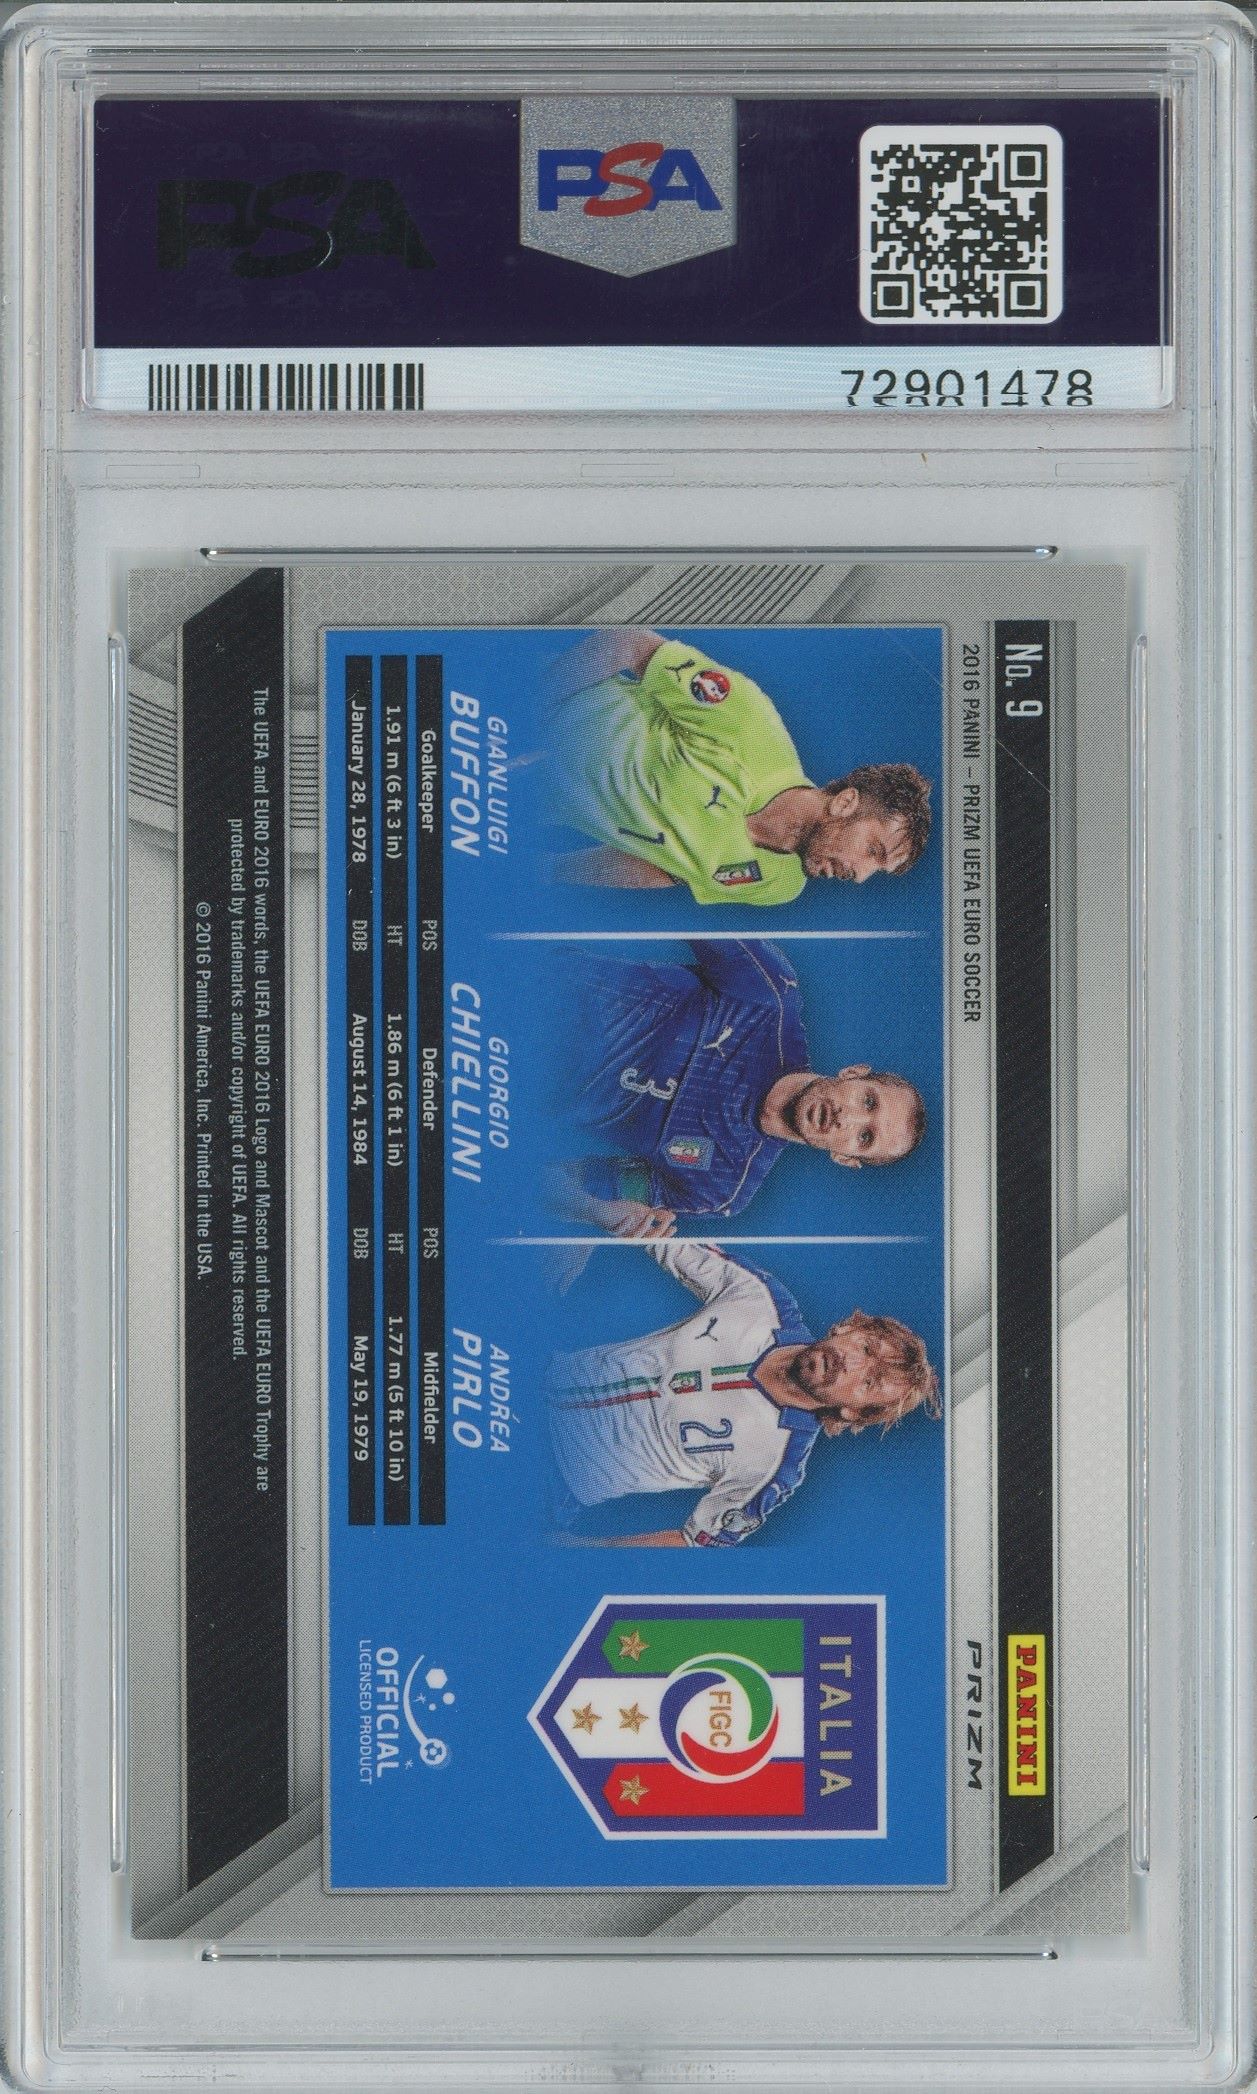 PSA
PSA
72901478
No. 9
PANINI
2016 PANINI – PRIZM UEFA EURO SOCCER
PRIZM
7
3
21
ITALIA
FIGC
GIANLUIGI
BUFFON
GIORGIO
CHIELLINI
ANDRÉA
PIRLO
Goalkeeper POS Defender POS Midfielder
1.91 m (6 ft 3 in) HT 1.86 m (6 ft 1 in) HT 1.77 m (5 ft 10 in)
January 28, 1978 DOB August 14, 1984 DOB May 19, 1979
OFFICIAL
LICENSED PRODUCT
The UEFA and EURO 2016 words, the UEFA EURO 2016 Logo and Mascot and the UEFA EURO Trophy are
protected by trademarks and/or copyright of UEFA. All rights reserved.
© 2016 Panini America, Inc. Printed in the USA.